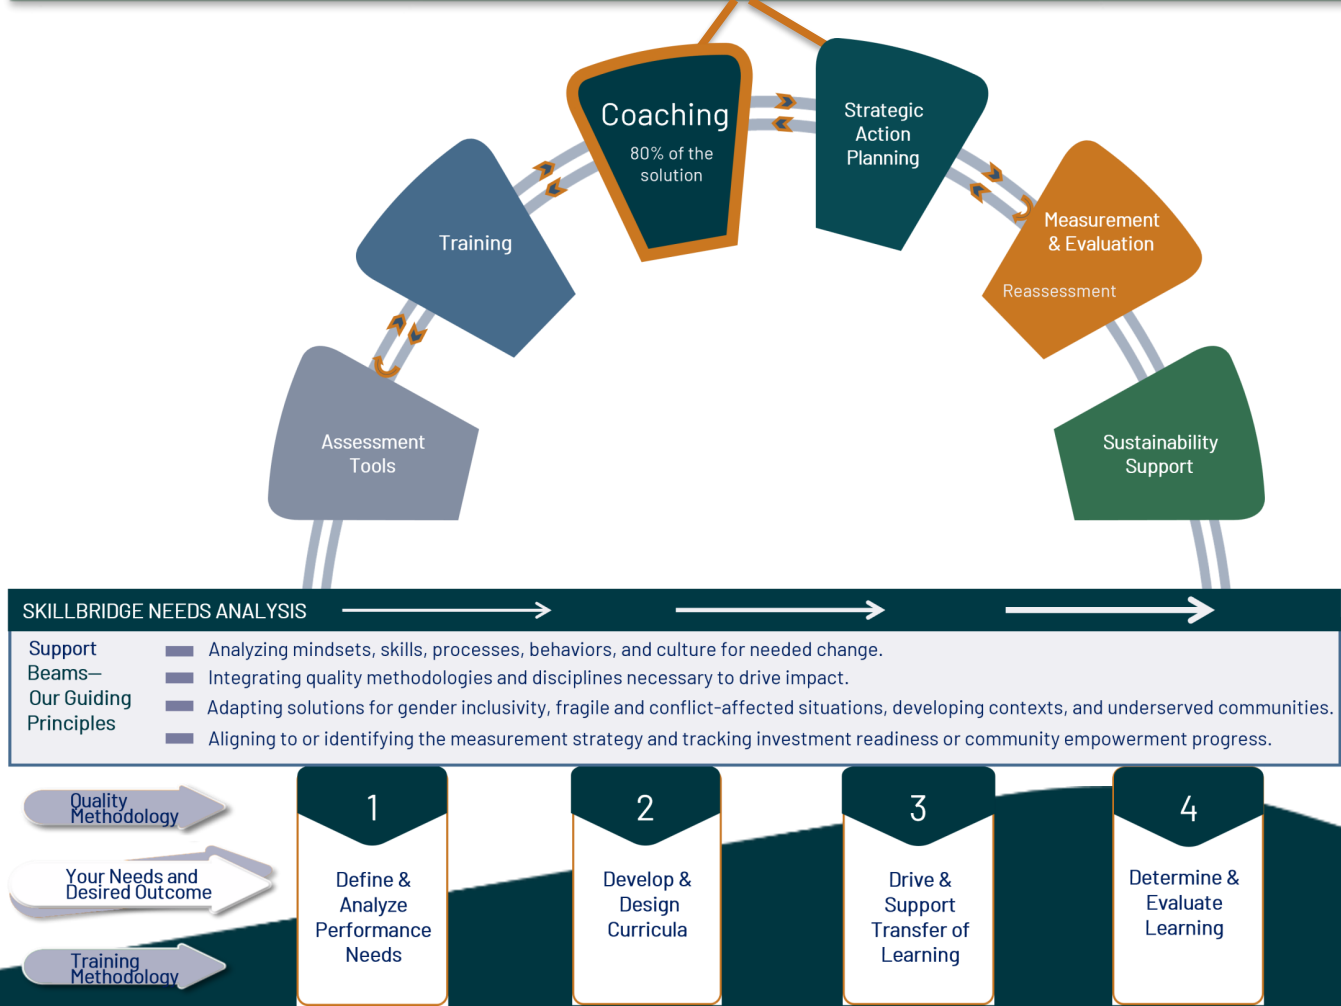 Coaching
80% of the
solution
Strategic
Action
Planning
Training
Measurement
& Evaluation
Reassessment
Assessment
Tools
Sustainability
Support
SKILLBRIDGE NEEDS ANALYSIS
Support
Beams—
Our Guiding
Principles
Analyzing mindsets, skills, processes, behaviors, and culture for needed change.
Integrating quality methodologies and disciplines necessary to drive impact.
Adapting solutions for gender inclusivity, fragile and conflict-affected situations, developing contexts, and underserved communities.
Aligning to or identifying the measurement strategy and tracking investment readiness or community empowerment progress.
Quality
Methodology
Your Needs and
Desired Outcome
Training
Methodology
1
Define &
Analyze
Performance
Needs
2
Develop &
Design
Curricula
3
Drive &
Support
Transfer of
Learning
4
Determine &
Evaluate
Learning